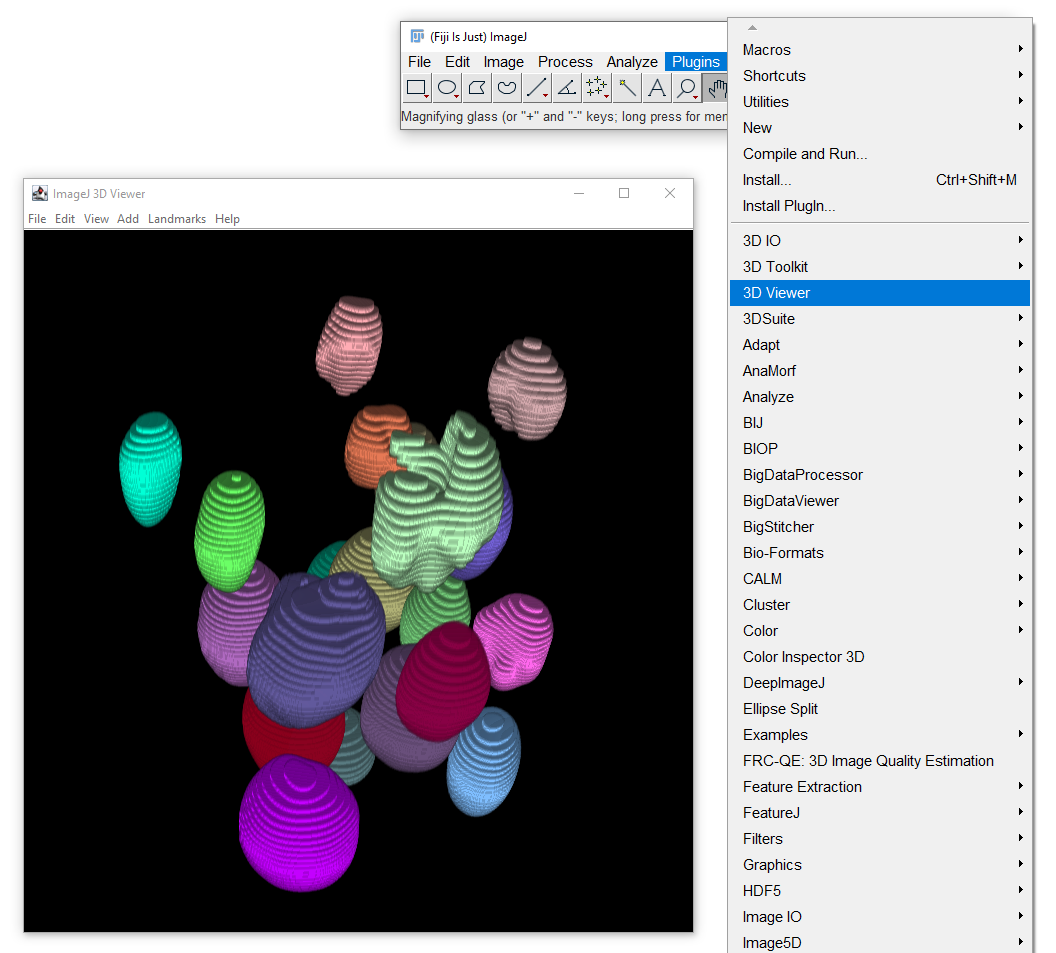 (Fiji Is Just) ImageJ
File Edit Image Process Analyze Plugins
A
Magnifying glass (or "+" and "-" keys; long press for men
ImageJ 3D Viewer
File Edit View Add Landmarks Help
Macros
Shortcuts
Utilities
New
Compile and Run...
Install... Ctrl+Shift+M
Install PlugIn...
3D IO
3D Toolkit
3D Viewer
3DSuite
Adapt
AnaMorf
Analyze
BIJ
BIOP
BigDataProcessor
BigDataViewer
BigStitcher
Bio-Formats
CALM
Cluster
Color
Color Inspector 3D
DeepImageJ
Ellipse Split
Examples
FRC-QE: 3D Image Quality Estimation
Feature Extraction
FeatureJ
Filters
Graphics
HDF5
Image IO
Image5D